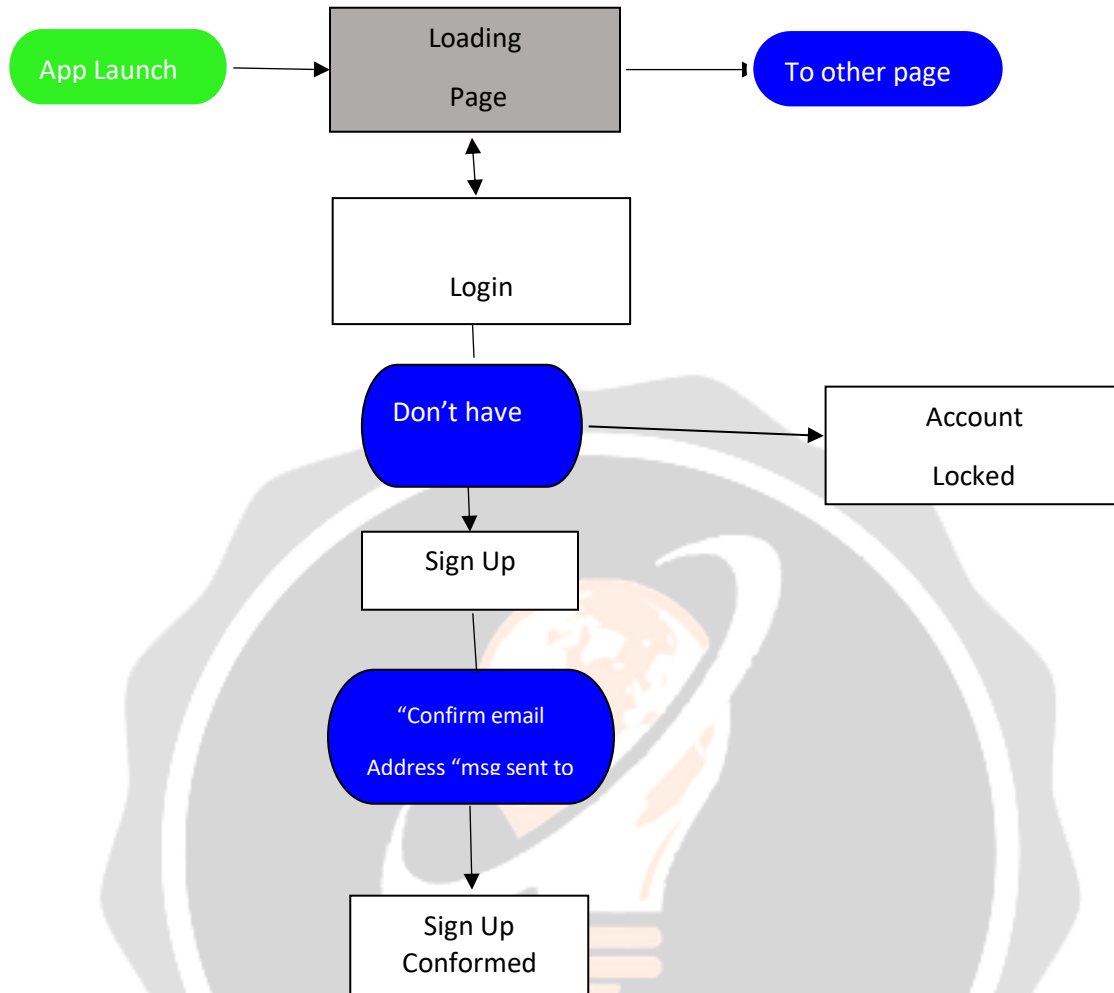 App Launch
Loading
Page
To other page
Login
Don’t have
Account
Locked
Sign Up
“Confirm email
Address “msg sent to
Sign Up
Conformed